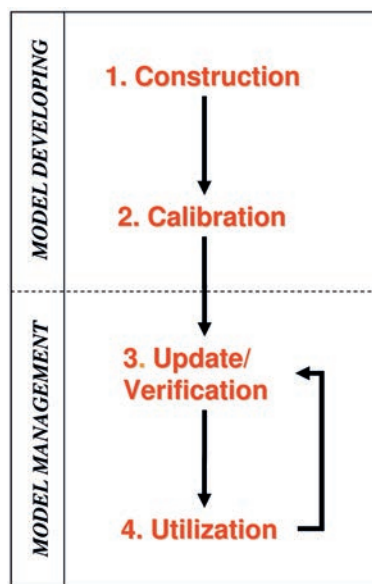 MODEL DEVELOPING
1. Construction
2. Calibration
MODEL MANAGEMENT
3. Update/
Verification
4. Utilization